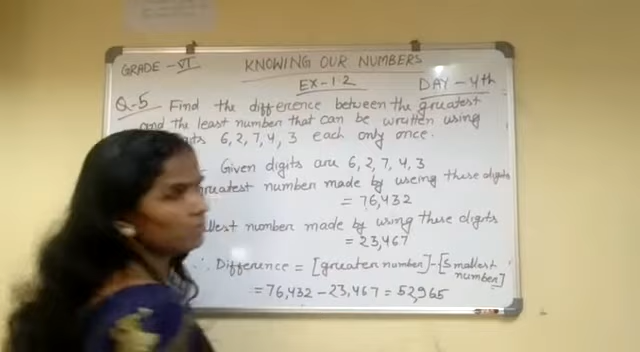 GRADE - VI KNOWING OUR NUMBERS
EX-1.2 DAY - 4th
Q-5 Find the difference between the greatest
and the least number that can be written using
6, 2, 7, 4, 3 each only once.
Given digits are 6, 2, 7, 4, 3
number made by useing these digits
= 76,432
number made by using these digits
= 23,467
∴ Difference = [greater number] - [Smallest
number]
= 76,432 - 23,467 = 52,965